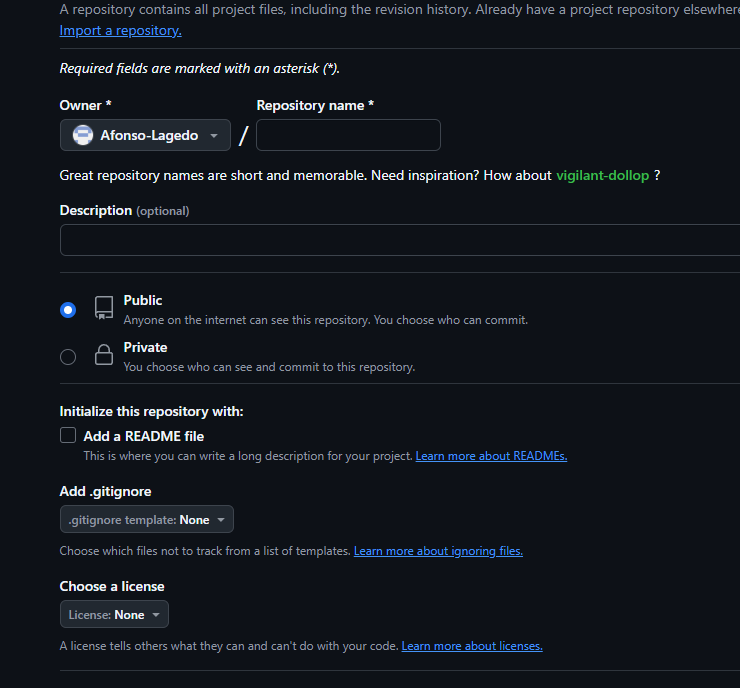 A repository contains all project files, including the revision history. Already have a project repository elsewhere
Import a repository.
Required fields are marked with an asterisk (*).
Owner * Repository name *
Afonso-Lagedo /
Great repository names are short and memorable. Need inspiration? How about vigilant-dollop ?
Description (optional)
Public
Anyone on the internet can see this repository. You choose who can commit.
Private
You choose who can see and commit to this repository.
Initialize this repository with:
Add a README file
This is where you can write a long description for your project. Learn more about READMEs.
Add .gitignore
.gitignore template: None
Choose which files not to track from a list of templates. Learn more about ignoring files.
Choose a license
License: None
A license tells others what they can and can't do with your code. Learn more about licenses.